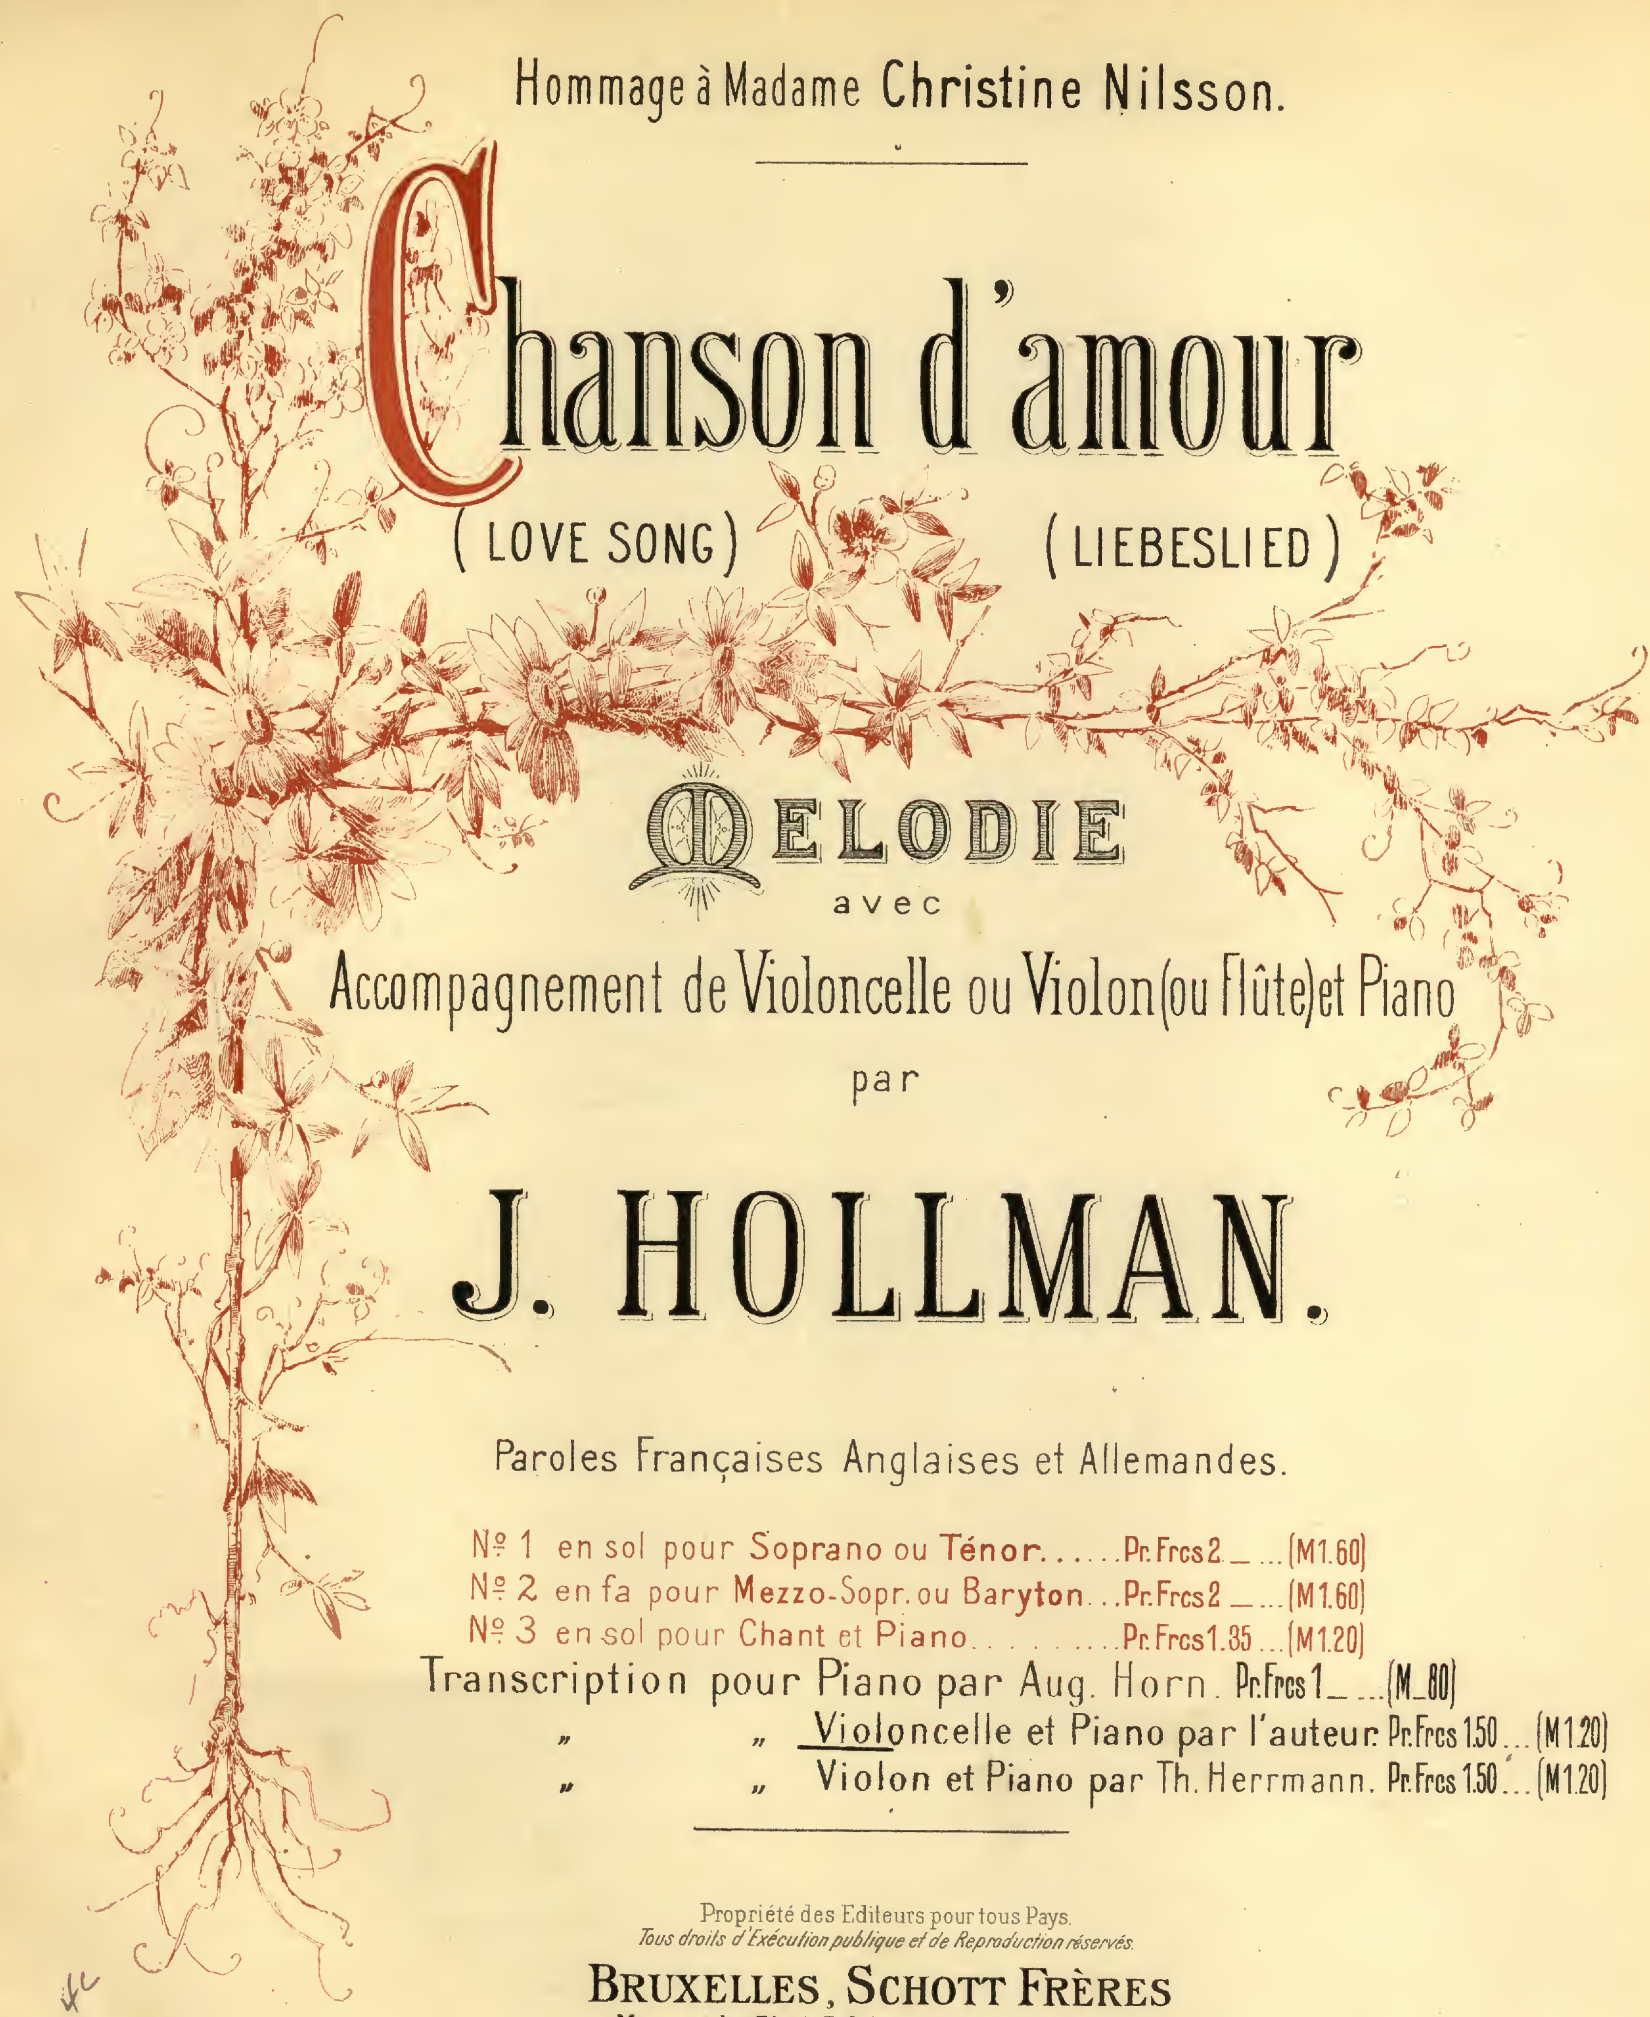 Hommage à Madame Christine Nilsson.
Chanson d'amour
(LOVE SONG) (LIEBESLIED)
MELODIE
avec
Accompagnement de Violoncelle ou Violon (ou Flûte) et Piano
par
J. HOLLMAN.
Paroles Françaises Anglaises et Allemandes.
Nº 1 en sol pour Soprano ou Ténor......Pr. Frcs 2 _ ...(M 1.60)
Nº 2 en fa pour Mezzo-Sopr. ou Baryton...Pr. Frcs 2 _ ...(M 1.60)
Nº 3 en sol pour Chant et Piano..........Pr. Frcs 1.35...(M 1.20)
Transcription pour Piano par Aug. Horn. Pr. Frcs 1 _ ...(M _ 80)
" " Violoncelle et Piano par l'auteur. Pr. Frcs 1.50...(M 1.20)
" " Violon et Piano par Th. Herrmann. Pr. Frcs 1.50...(M 1.20)
Propriété des Editeurs pour tous Pays.
Tous droits d'Exécution publique et de Reproduction réservés.
BRUXELLES, SCHOTT FRÈRES